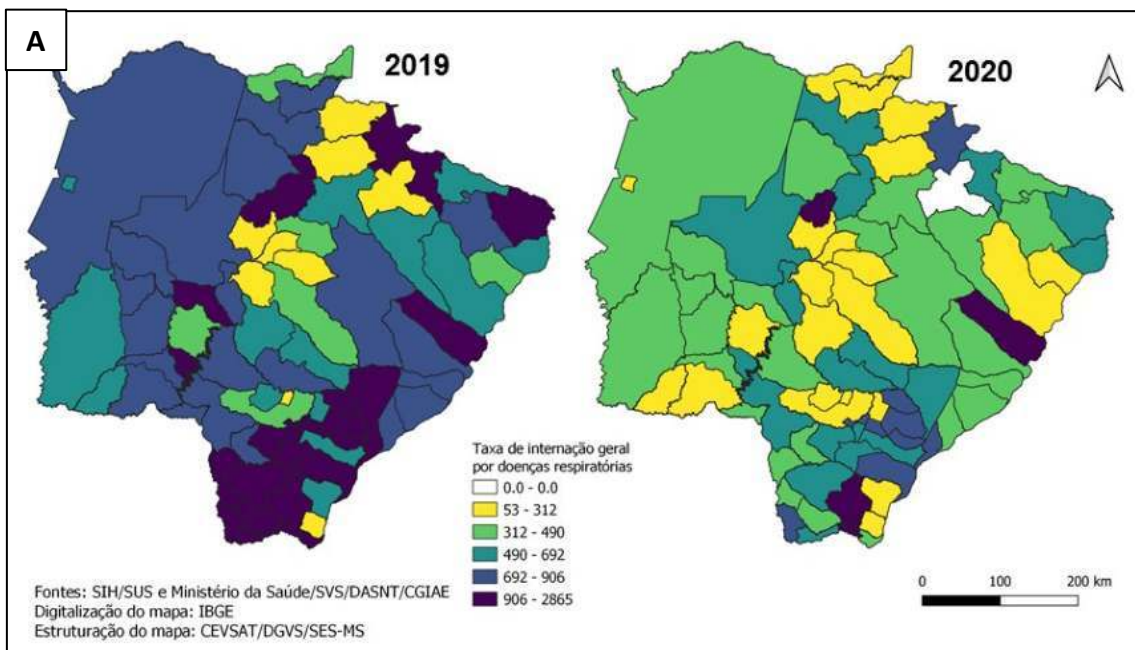 A
2019
2020
Taxa de internação geral
por doenças respiratórias
0.0 - 0.0
53 - 312
312 - 490
490 - 692
692 - 906
906 - 2865
Fontes: SIH/SUS e Ministério da Saúde/SVS/DASNT/CGIAE
Digitalização do mapa: IBGE
Estruturação do mapa: CEVSAT/DGVS/SES-MS
0 100 200 km